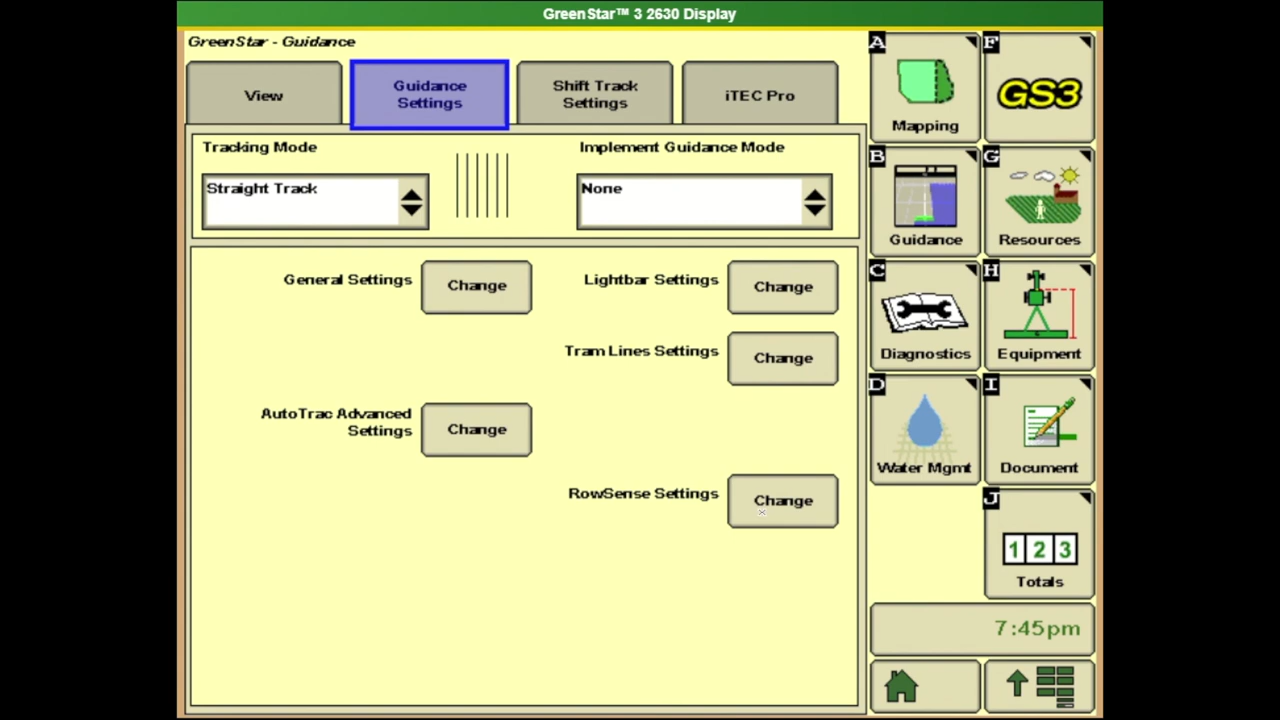 GreenStar™ 3 2630 Display
GreenStar - Guidance
View
Guidance
Settings
Shift Track
Settings
iTEC Pro
Tracking Mode
Straight Track
Implement Guidance Mode
None
General Settings
Change
Lightbar Settings
Change
Tram Lines Settings
Change
AutoTrac Advanced
Settings
Change
RowSense Settings
Change
A
Mapping
F
GS3
B
Guidance
G
Resources
C
Diagnostics
H
Equipment
D
Water Mgmt
I
Document
J
1 2 3
Totals
7:45pm